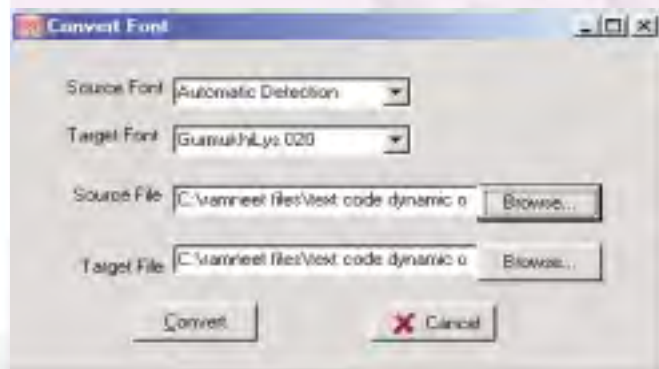 Convert Font
Source Font Automatic Detection
Target Font GurmukhiLys 020
Source File C:\ramneet files\text code dynamic o Browse...
Target File C:\ramneet files\text code dynamic o Browse...
Convert Cancel